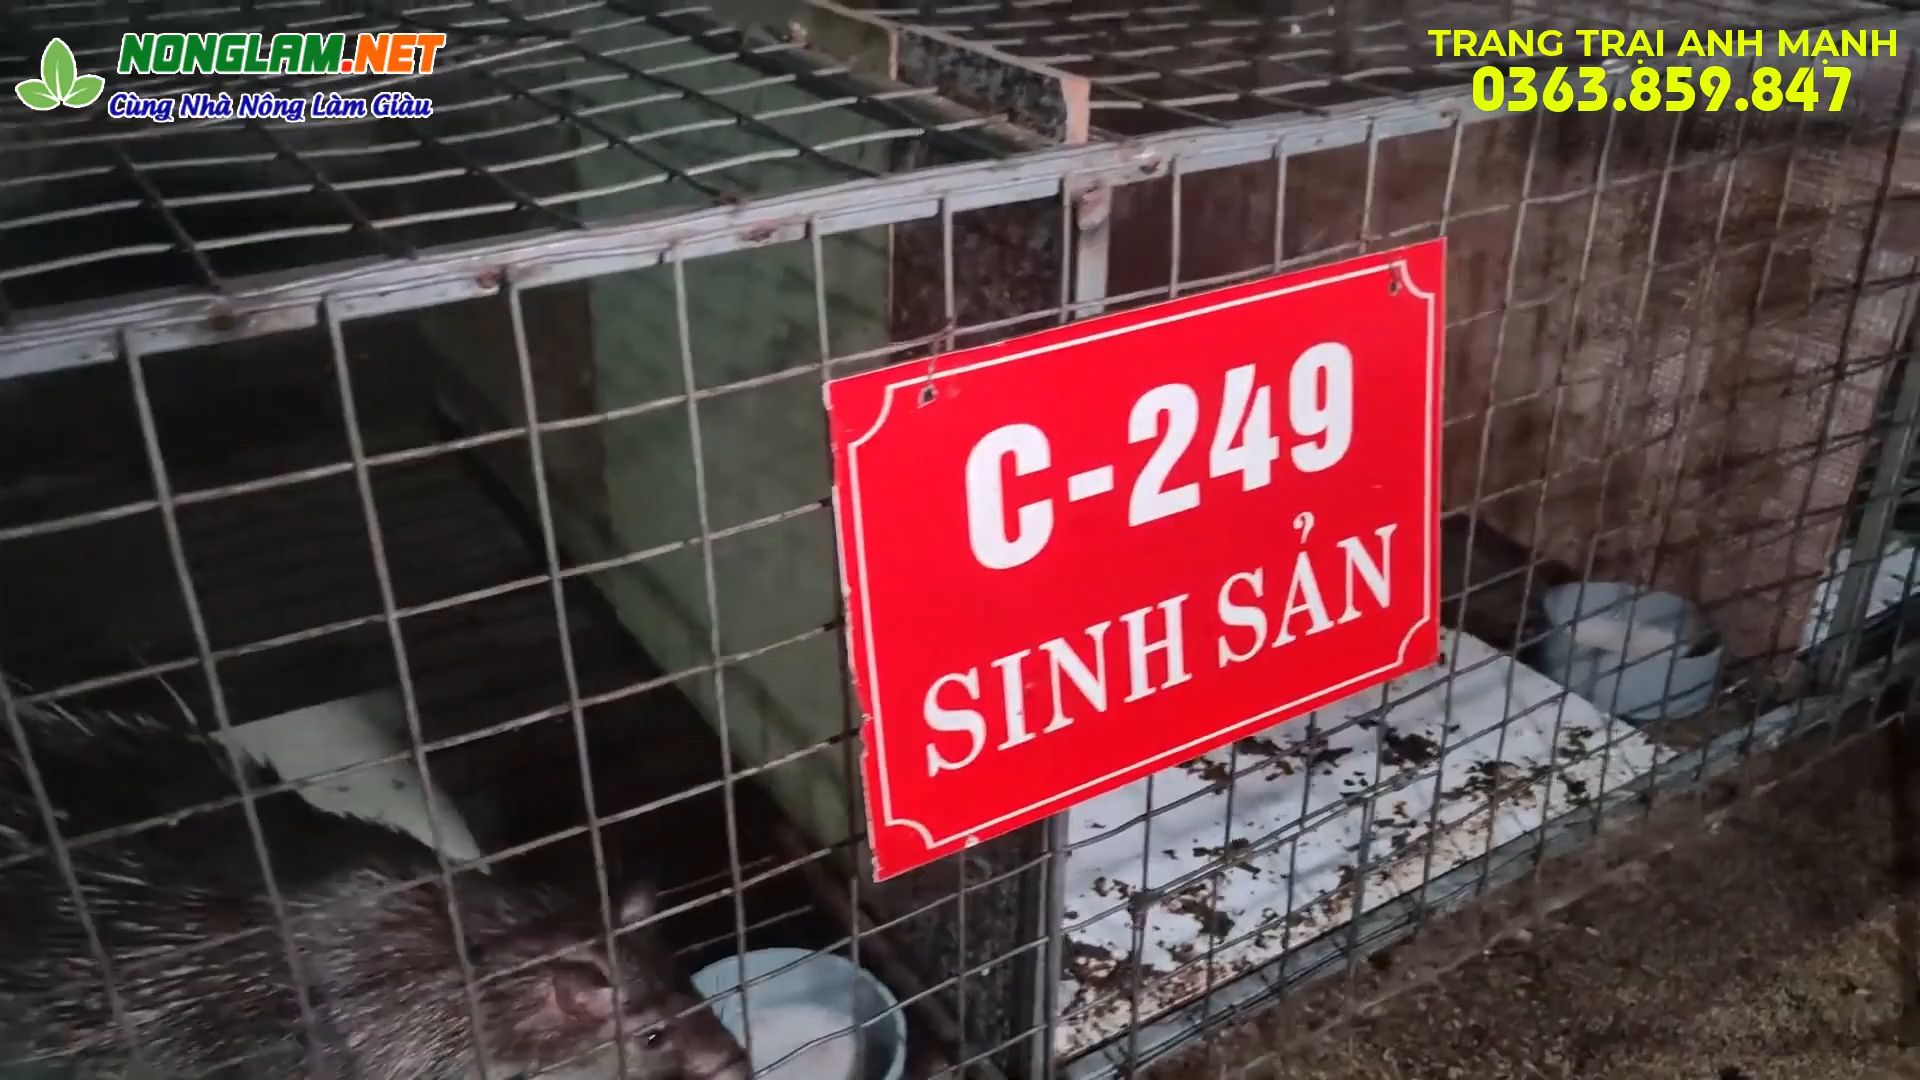 NONGLAM.NET
Cùng Nhà Nông Làm Giàu
TRANG TRẠI ANH MẠNH
0363.859.847
C-249
SINH SẢN